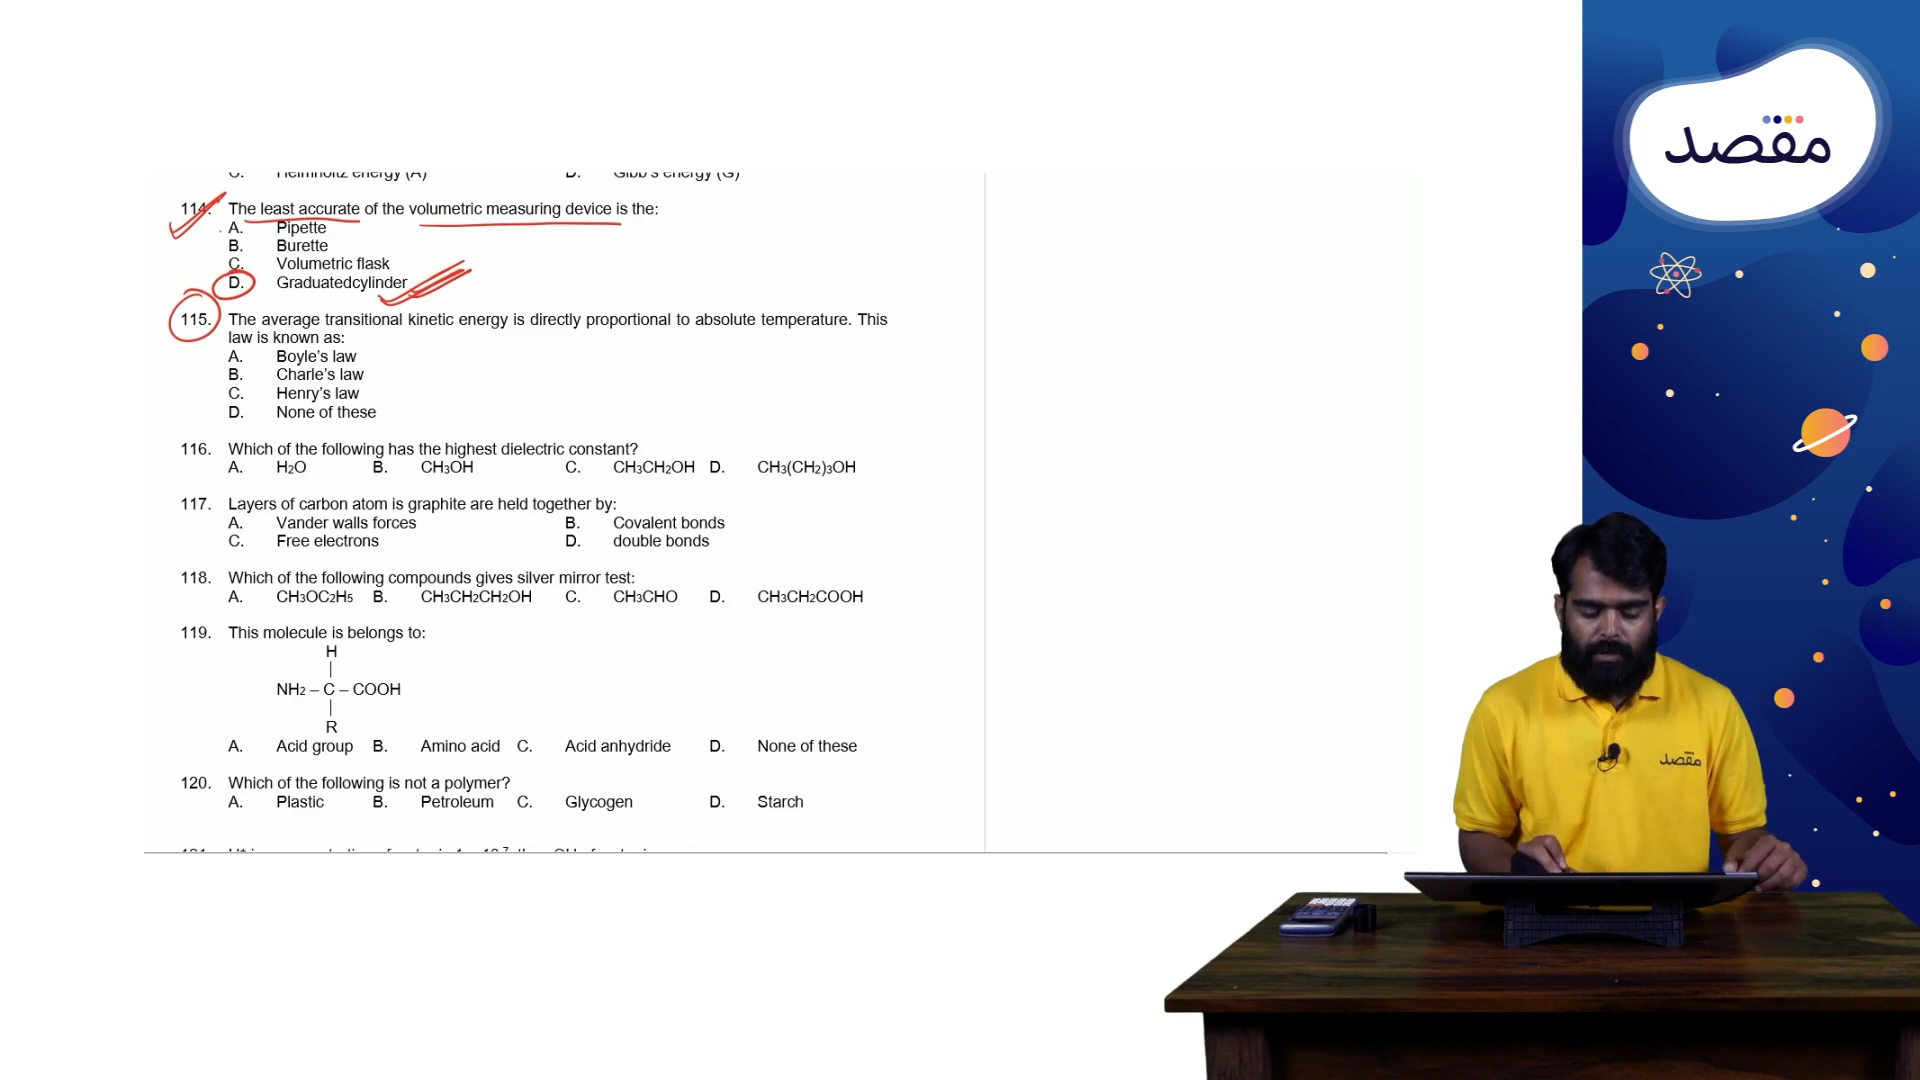 C. Helmholtz energy (A) D. Gibb's energy (G)
114. The least accurate of the volumetric measuring device is the:
A. Pipette
B. Burette
C. Volumetric flask
D. Graduatedcylinder
115. The average transitional kinetic energy is directly proportional to absolute temperature. This
law is known as:
A. Boyle's law
B. Charle's law
C. Henry's law
D. None of these
116. Which of the following has the highest dielectric constant?
A. H2O B. CH3OH C. CH3CH2OH D. CH3(CH2)3OH
117. Layers of carbon atom is graphite are held together by:
A. Vander walls forces B. Covalent bonds
C. Free electrons D. double bonds
118. Which of the following compounds gives silver mirror test:
A. CH3OC2H5 B. CH3CH2CH2OH C. CH3CHO D. CH3CH2COOH
119. This molecule is belongs to:
H
|
NH2 – C – COOH
|
R
A. Acid group B. Amino acid C. Acid anhydride D. None of these
120. Which of the following is not a polymer?
A. Plastic B. Petroleum C. Glycogen D. Starch
مقصد
مقصد